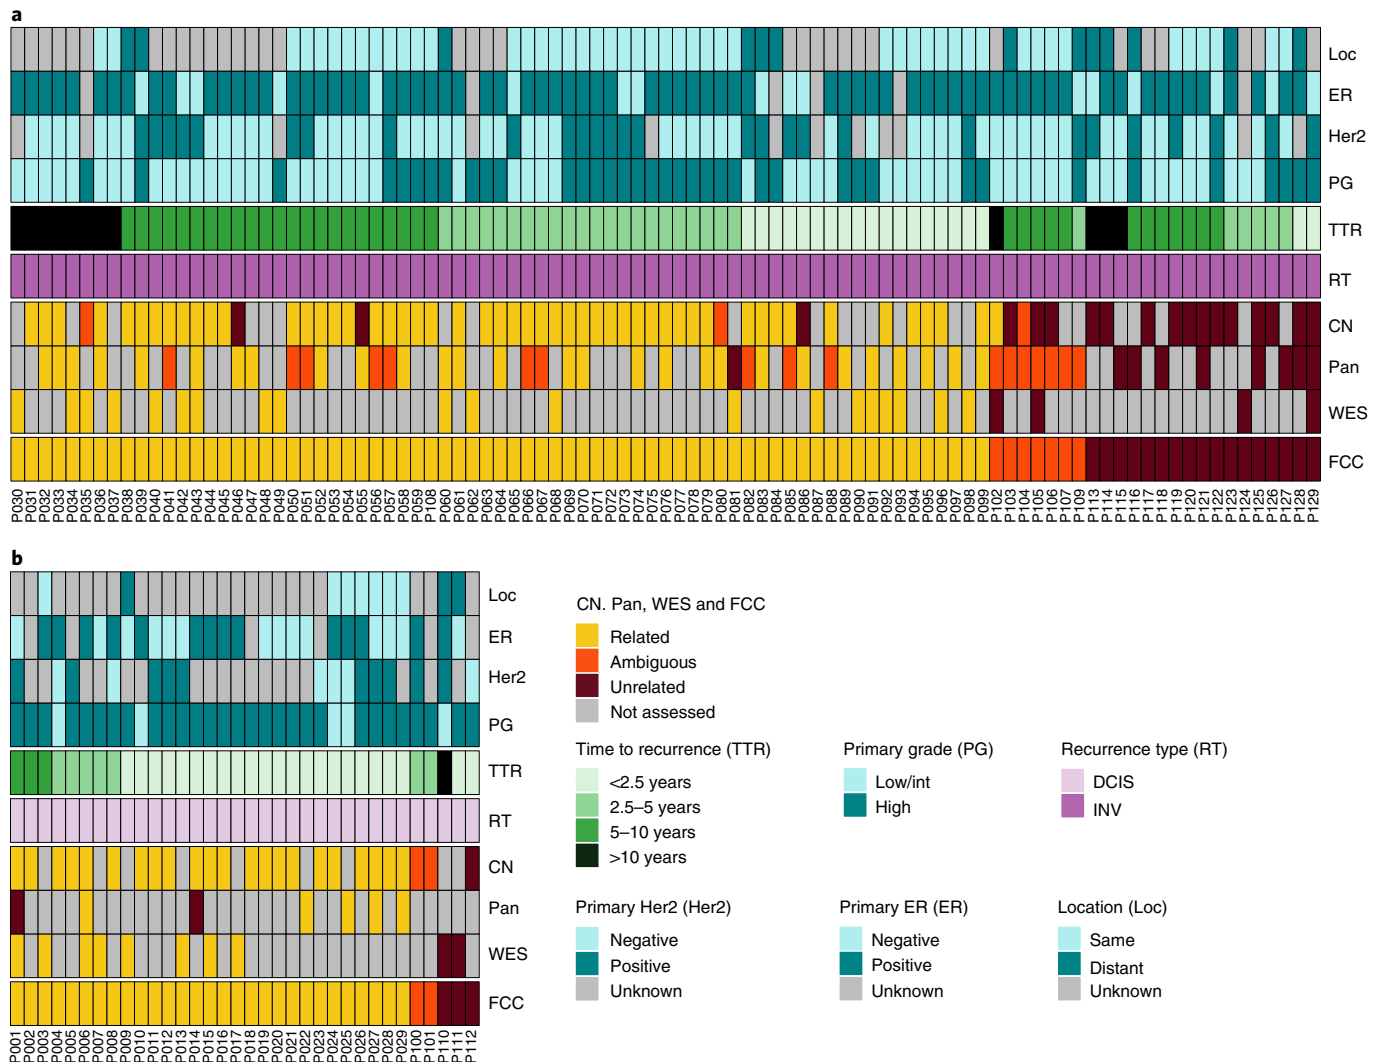 a
Loc
ER
Her2
PG
TTR
RT
CN
Pan
WES
FCC
P030 P031 P032 P033 P034 P035 P036 P037 P038 P039 P040 P041 P042 P043 P044 P045 P046 P047 P048 P049 P050 P051 P052 P053 P054 P055 P056 P057 P058 P059 P108 P060 P061 P062 P063 P064 P065 P066 P067 P068 P069 P070 P071 P072 P073 P074 P075 P076 P077 P078 P079 P080 P081 P082 P083 P084 P085 P086 P087 P088 P089 P090 P091 P092 P093 P094 P095 P096 P097 P098 P099 P102 P103 P104 P105 P106 P107 P109 P113 P114 P115 P116 P117 P118 P119 P120 P121 P122 P123 P124 P125 P126 P127 P128 P129
b
Loc
ER
Her2
PG
TTR
RT
CN
Pan
WES
FCC
P001 P002 P003 P004 P005 P006 P007 P008 P009 P010 P011 P012 P013 P014 P015 P016 P017 P018 P019 P020 P021 P022 P023 P024 P025 P026 P027 P028 P029 P100 P101 P110 P111 P112
CN. Pan, WES and FCC
Related
Ambiguous
Unrelated
Not assessed
Time to recurrence (TTR)
<2.5 years
2.5–5 years
5–10 years
>10 years
Primary grade (PG)
Low/int
High
Recurrence type (RT)
DCIS
INV
Primary Her2 (Her2)
Negative
Positive
Unknown
Primary ER (ER)
Negative
Positive
Unknown
Location (Loc)
Same
Distant
Unknown